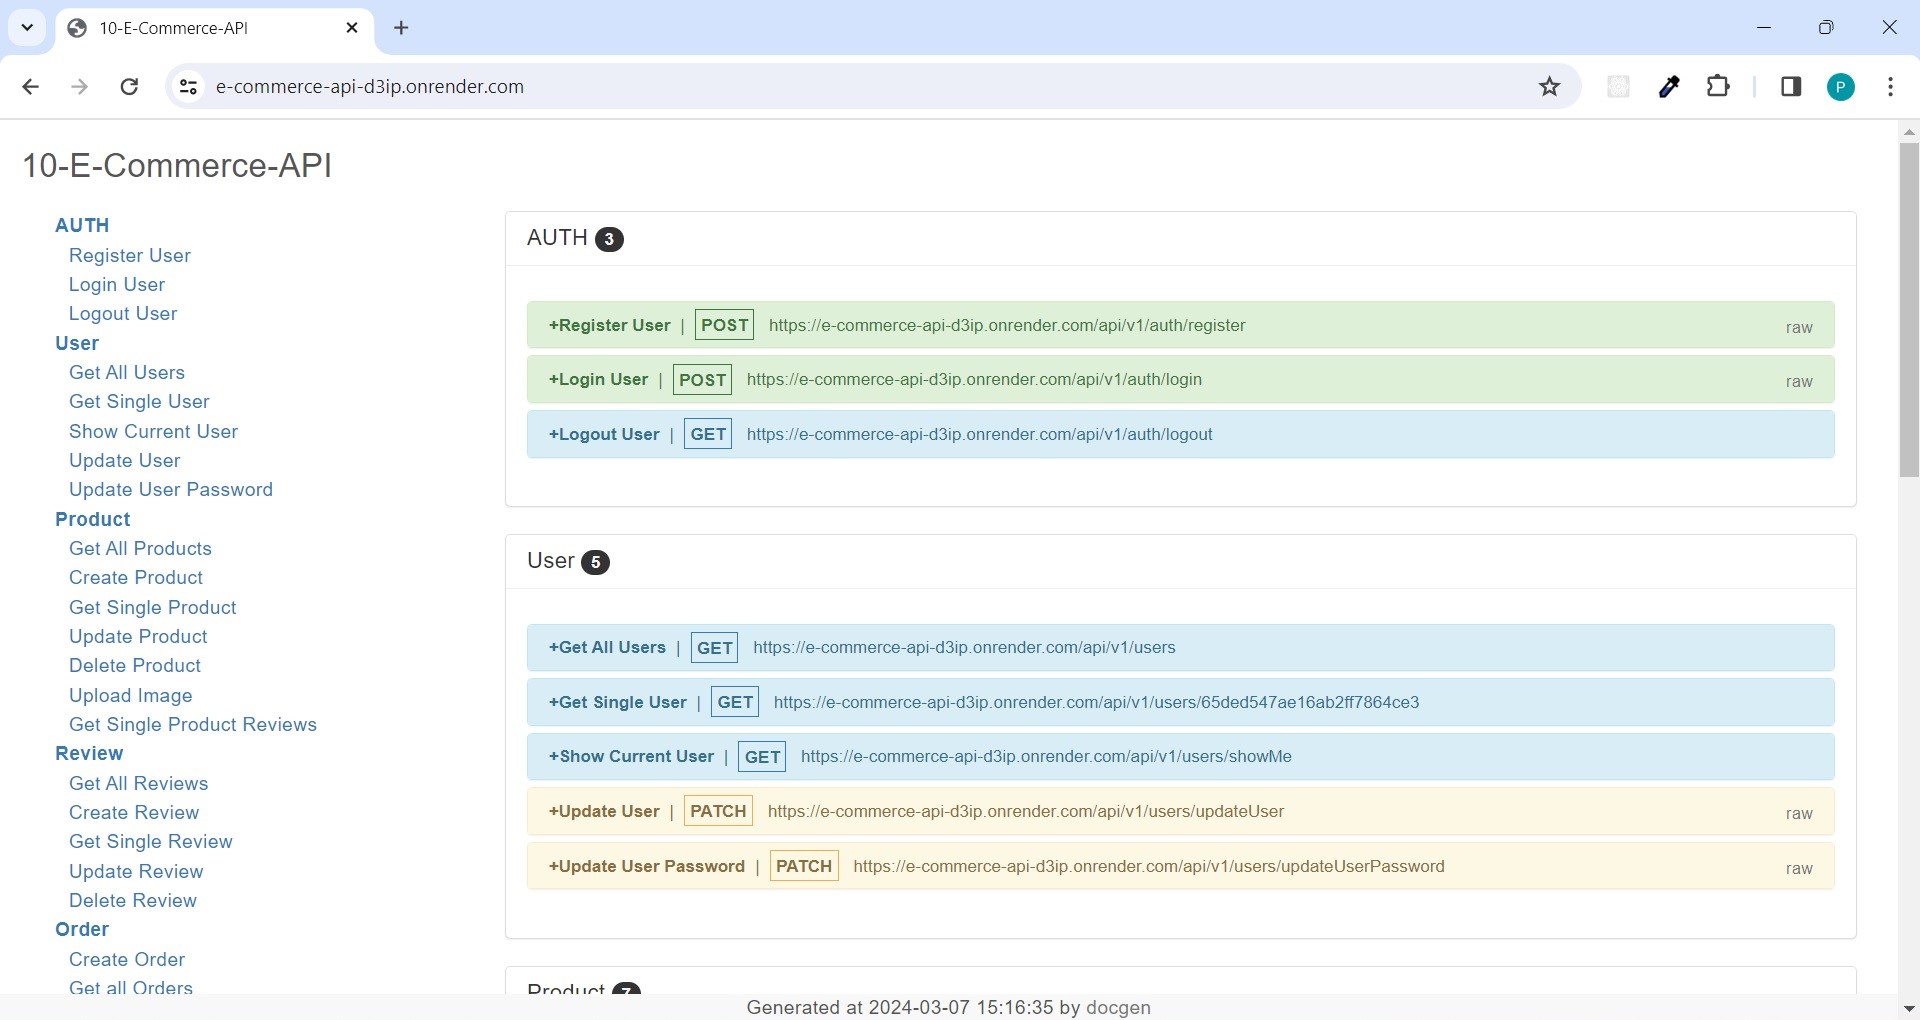 10-E-Commerce-API
e-commerce-api-d3ip.onrender.com
P
10-E-Commerce-API
AUTH
Register User
Login User
Logout User
User
Get All Users
Get Single User
Show Current User
Update User
Update User Password
Product
Get All Products
Create Product
Get Single Product
Update Product
Delete Product
Upload Image
Get Single Product Reviews
Review
Get All Reviews
Create Review
Get Single Review
Update Review
Delete Review
Order
Create Order
Get all Orders
AUTH 3
+Register User | POST https://e-commerce-api-d3ip.onrender.com/api/v1/auth/register raw
+Login User | POST https://e-commerce-api-d3ip.onrender.com/api/v1/auth/login raw
+Logout User | GET https://e-commerce-api-d3ip.onrender.com/api/v1/auth/logout
User 5
+Get All Users | GET https://e-commerce-api-d3ip.onrender.com/api/v1/users
+Get Single User | GET https://e-commerce-api-d3ip.onrender.com/api/v1/users/65ded547ae16ab2ff7864ce3
+Show Current User | GET https://e-commerce-api-d3ip.onrender.com/api/v1/users/showMe
+Update User | PATCH https://e-commerce-api-d3ip.onrender.com/api/v1/users/updateUser raw
+Update User Password | PATCH https://e-commerce-api-d3ip.onrender.com/api/v1/users/updateUserPassword raw
Product 7
Generated at 2024-03-07 15:16:35 by docgen